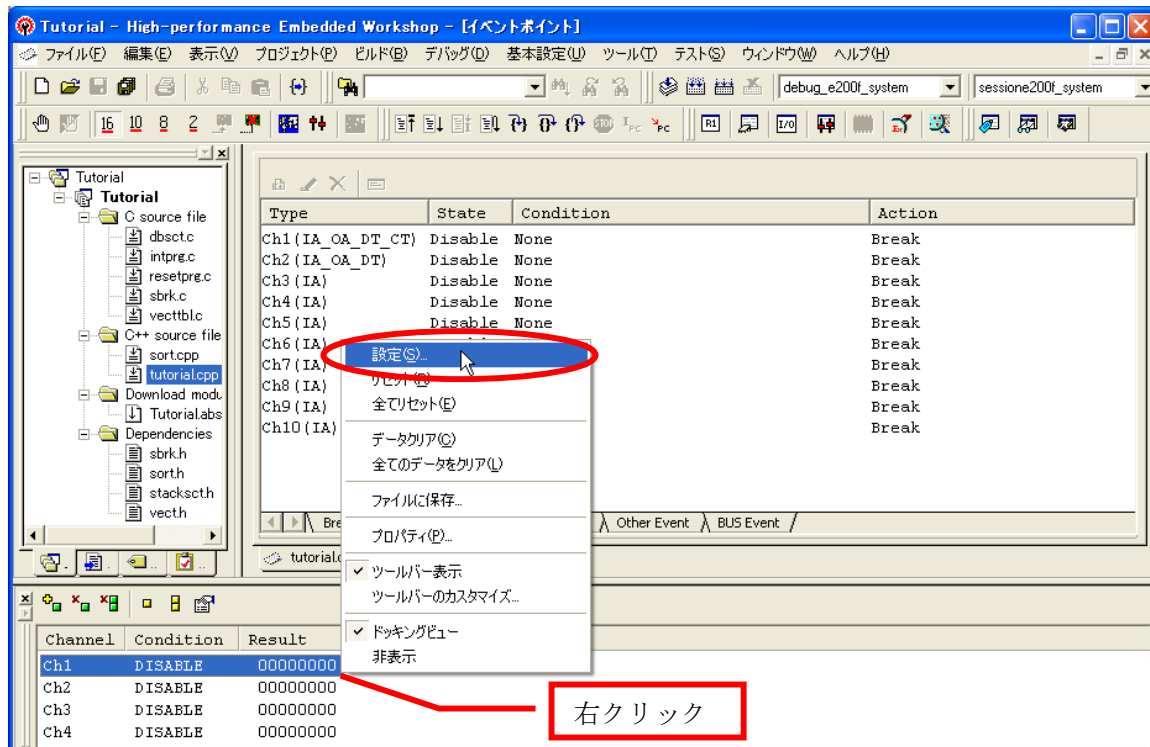 Tutorial - High-performance Embedded Workshop - [イベントポイント]
ファイル(F) 編集(E) 表示(V) プロジェクト(P) ビルド(B) デバッグ(D) 基本設定(U) ツール(T) テスト(S) ウィンドウ(W) ヘルプ(H)
debug_e200f_system sessione200f_system
16 10 8 2 STOP PC PC R1 I/O
Tutorial
Tutorial
C source file
dbsct.c
intprg.c
resetprg.c
sbrk.c
vecttbl.c
C++ source file
sort.cpp
tutorial.cpp
Download modu
Tutorial.abs
Dependencies
sbrk.h
sort.h
stacksct.h
vect.h
Type State Condition Action
Ch1(IA_OA_DT_CT) Disable None Break
Ch2(IA_OA_DT) Disable None Break
Ch3(IA) Disable None Break
Ch4(IA) Disable None Break
Ch5(IA) Disable None Break
Ch6(IA) Break
Ch7(IA) Break
Ch8(IA) Break
Ch9(IA) Break
Ch10(IA) Break
Bre Other Event BUS Event
tutorial.c
設定(S)...
リセット(R)
全てリセット(E)
データクリア(C)
全てのデータをクリア(L)
ファイルに保存...
プロパティ(P)...
ツールバー表示
ツールバーのカスタマイズ...
ドッキングビュー
非表示
Channel Condition Result
Ch1 DISABLE 00000000
Ch2 DISABLE 00000000
Ch3 DISABLE 00000000
Ch4 DISABLE 00000000
右クリック